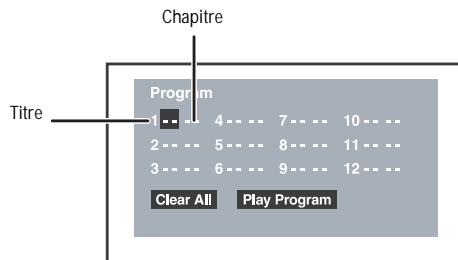 Chapitre
Titre
Program
1 -- -- 4 -- -- 7 -- -- 10 -- --
2 -- -- 5 -- -- 8 -- -- 11 -- --
3 -- -- 6 -- -- 9 -- -- 12 -- --
Clear All Play Program